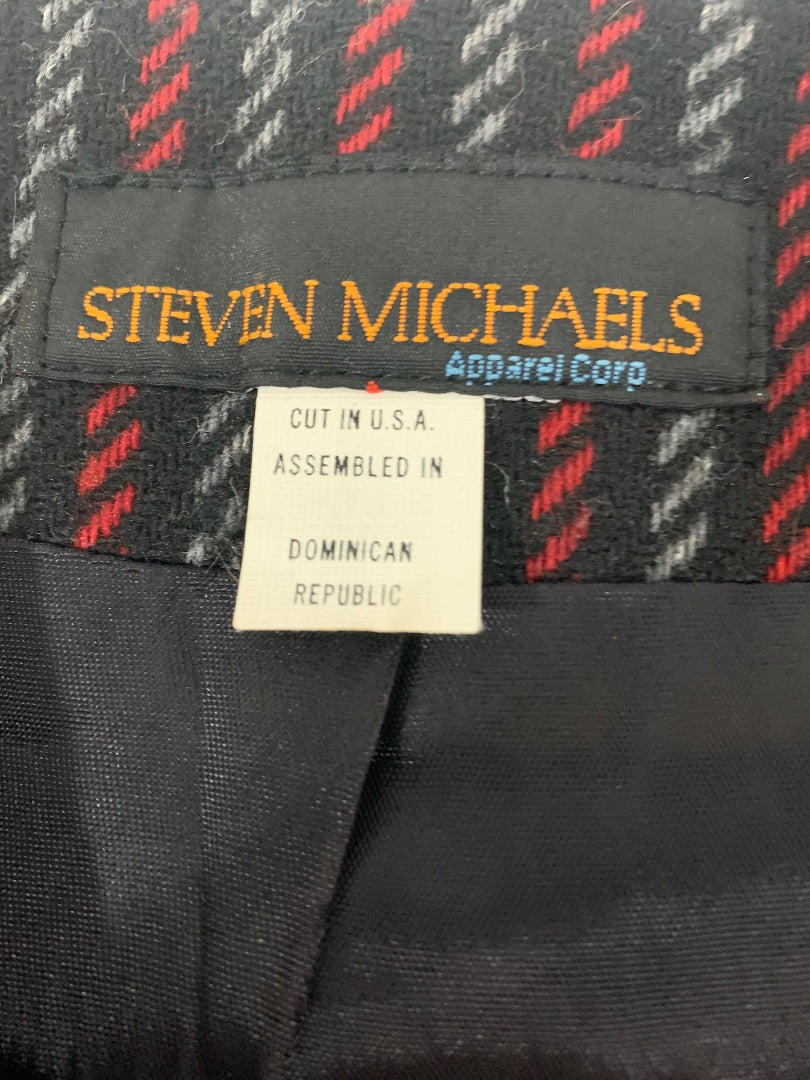 STEVEN MICHAELS
Apparel Corp
CUT IN U.S.A.
ASSEMBLED IN
DOMINICAN
REPUBLIC